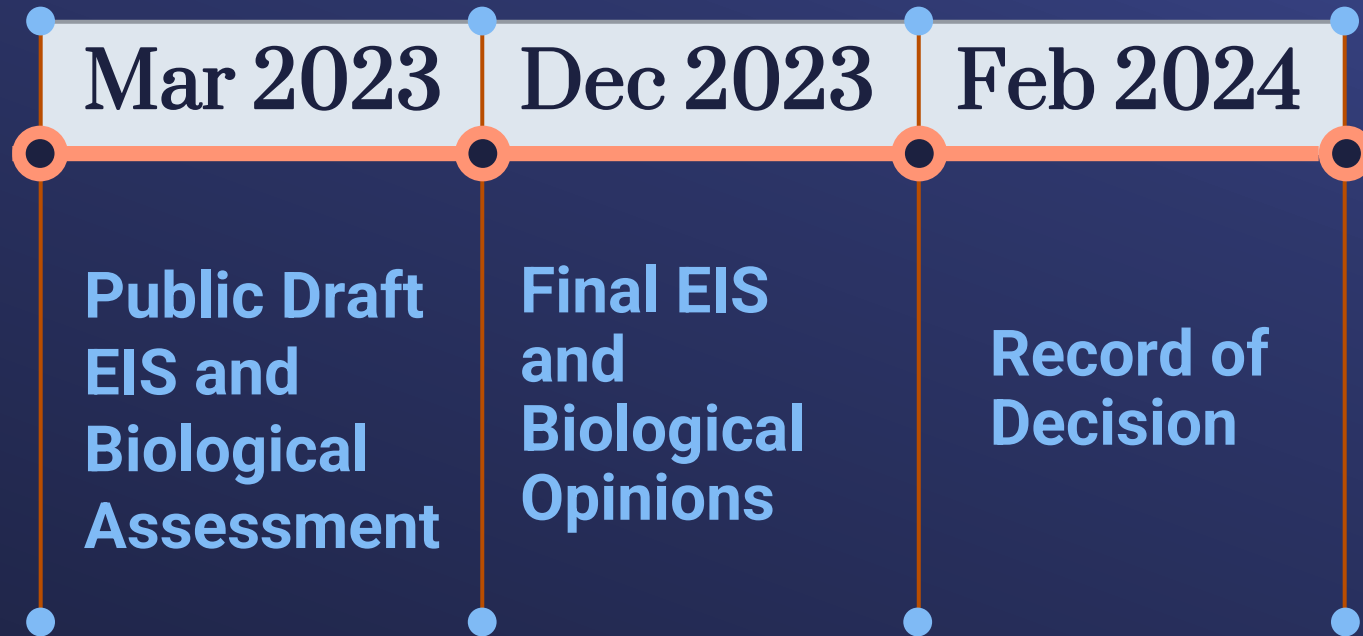 Mar 2023
Dec 2023
Feb 2024
Public Draft
EIS and
Biological
Assessment
Final EIS
and
Biological
Opinions
Record of
Decision